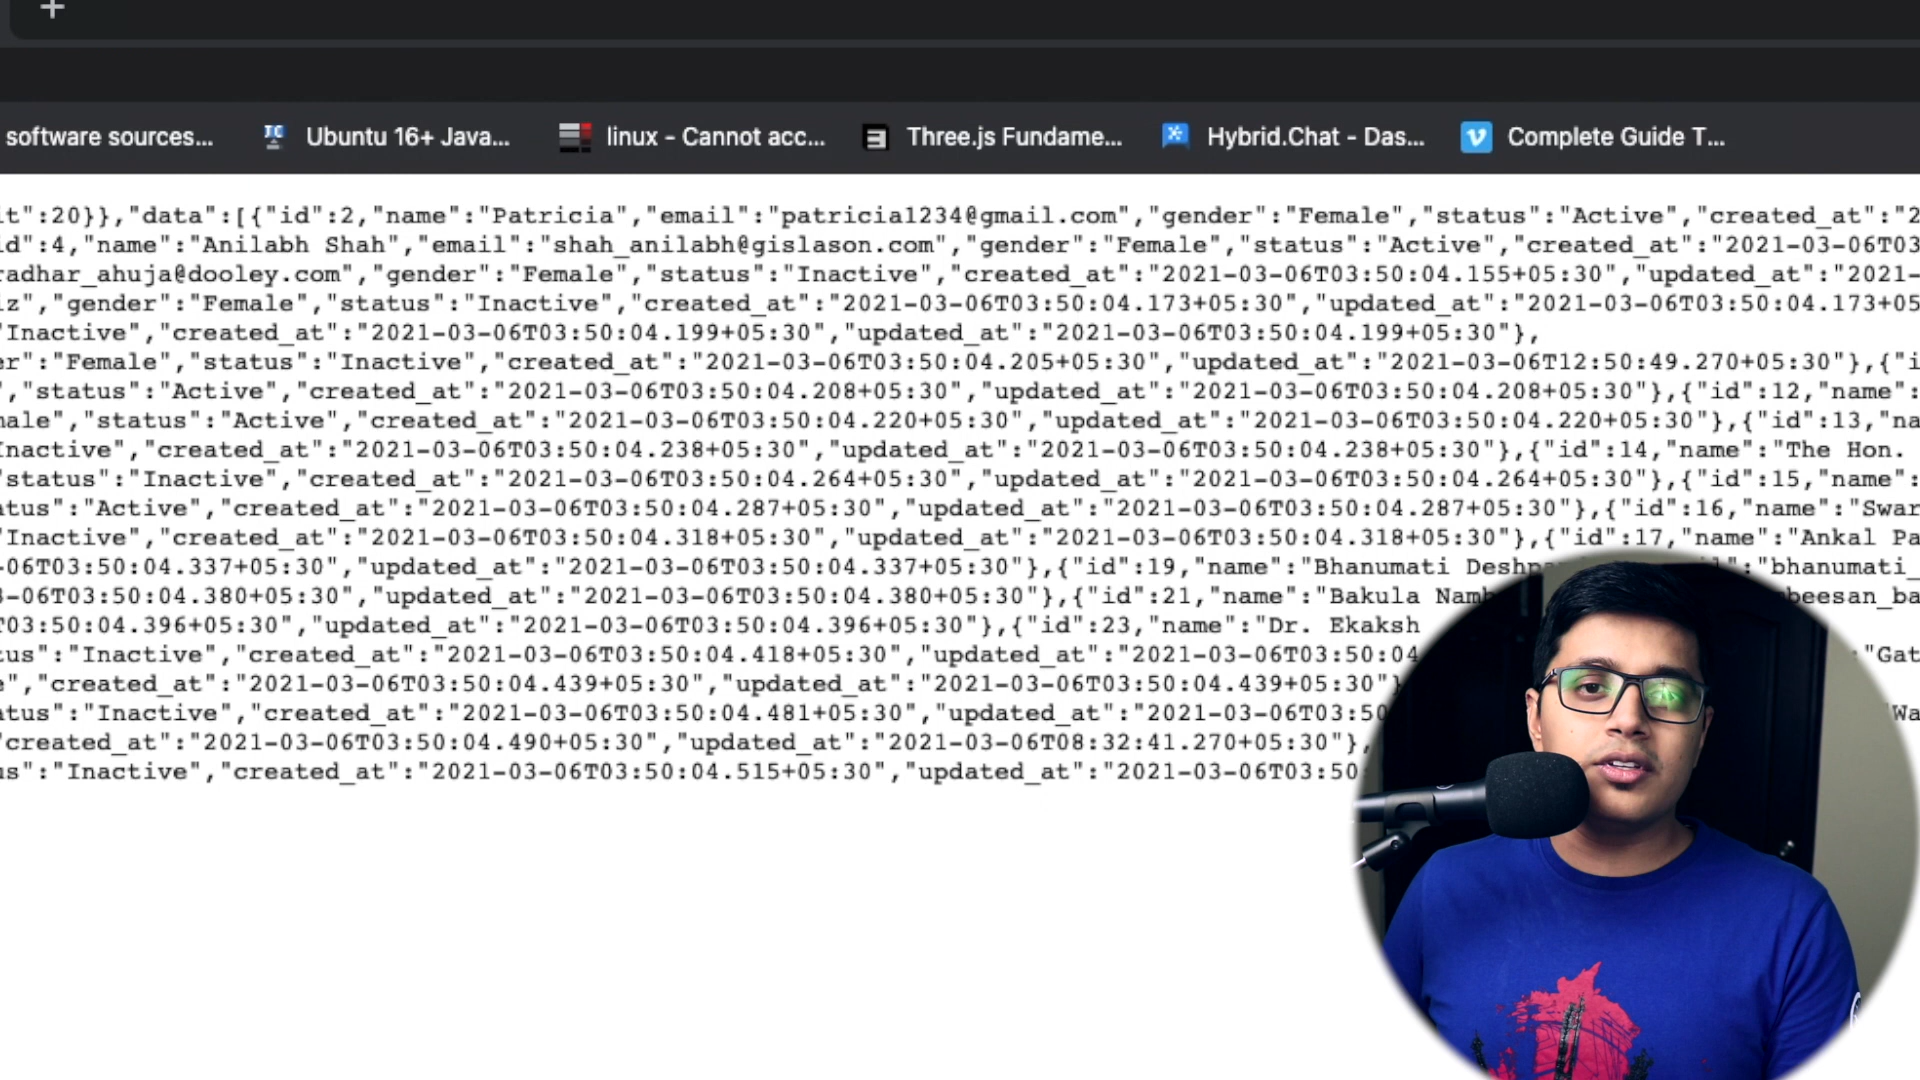 software sources... Ubuntu 16+ Java... linux - Cannot acc... Three.js Fundame... Hybrid.Chat - Das... Complete Guide T...
it":20}},"data":[{"id":2,"name":"Patricia","email":"patricia1234@gmail.com","gender":"Female","status":"Active","created_at":"2
id":4,"name":"Anilabh Shah","email":"shah_anilabh@gislason.com","gender":"Female","status":"Active","created_at":"2021-03-06T03
radhar_ahuja@dooley.com","gender":"Female","status":"Inactive","created_at":"2021-03-06T03:50:04.155+05:30","updated_at":"2021-
iz","gender":"Female","status":"Inactive","created_at":"2021-03-06T03:50:04.173+05:30","updated_at":"2021-03-06T03:50:04.173+05
"Inactive","created_at":"2021-03-06T03:50:04.199+05:30","updated_at":"2021-03-06T03:50:04.199+05:30"},
er":"Female","status":"Inactive","created_at":"2021-03-06T03:50:04.205+05:30","updated_at":"2021-03-06T12:50:49.270+05:30"},{"i
","status":"Active","created_at":"2021-03-06T03:50:04.208+05:30","updated_at":"2021-03-06T03:50:04.208+05:30"},{"id":12,"name":
male","status":"Active","created_at":"2021-03-06T03:50:04.220+05:30","updated_at":"2021-03-06T03:50:04.220+05:30"},{"id":13,"na
Inactive","created_at":"2021-03-06T03:50:04.238+05:30","updated_at":"2021-03-06T03:50:04.238+05:30"},{"id":14,"name":"The Hon.
"status":"Inactive","created_at":"2021-03-06T03:50:04.264+05:30","updated_at":"2021-03-06T03:50:04.264+05:30"},{"id":15,"name":
atus":"Active","created_at":"2021-03-06T03:50:04.287+05:30","updated_at":"2021-03-06T03:50:04.287+05:30"},{"id":16,"name":"Swar
"Inactive","created_at":"2021-03-06T03:50:04.318+05:30","updated_at":"2021-03-06T03:50:04.318+05:30"},{"id":17,"name":"Ankal Pa
-06T03:50:04.337+05:30","updated_at":"2021-03-06T03:50:04.337+05:30"},{"id":19,"name":"Bhanumati Deshp "bhanumati_
3-06T03:50:04.380+05:30","updated_at":"2021-03-06T03:50:04.380+05:30"},{"id":21,"name":"Bakula Namb beesan_ba
T03:50:04.396+05:30","updated_at":"2021-03-06T03:50:04.396+05:30"},{"id":23,"name":"Dr. Ekaksh
tus":"Inactive","created_at":"2021-03-06T03:50:04.418+05:30","updated_at":"2021-03-06T03:50:04 :"Gat
e","created_at":"2021-03-06T03:50:04.439+05:30","updated_at":"2021-03-06T03:50:04.439+05:30"}
atus":"Inactive","created_at":"2021-03-06T03:50:04.481+05:30","updated_at":"2021-03-06T03:50 "Wa
"created_at":"2021-03-06T03:50:04.490+05:30","updated_at":"2021-03-06T08:32:41.270+05:30"},
us":"Inactive","created_at":"2021-03-06T03:50:04.515+05:30","updated_at":"2021-03-06T03:50: